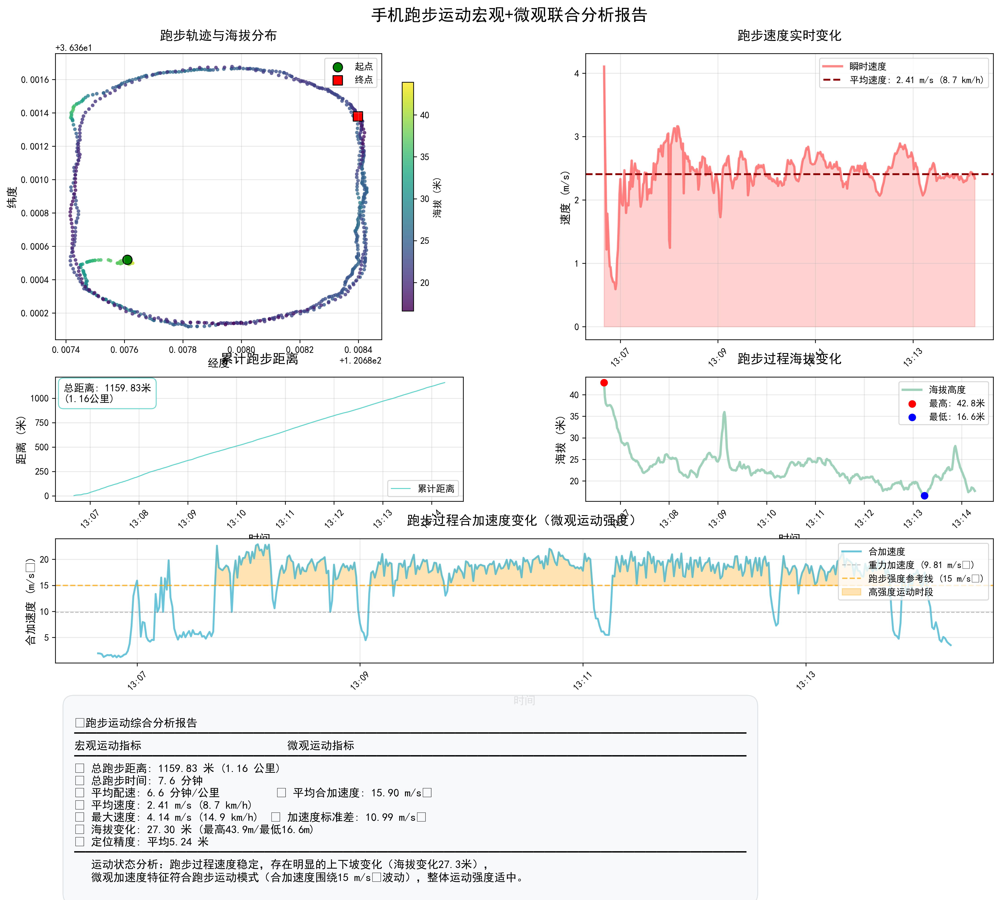 手机跑步运动宏观+微观联合分析报告
跑步轨迹与海拔分布
+3.636e1
起点
终点
0.0016
0.0014
0.0012
0.0010
0.0008
0.0006
0.0004
0.0002
纬度
0.0074
0.0076
0.0078
0.0080
0.0082
0.0084
+1.2068e2
经度
40
35
30
25
20
海拔 (米)
跑步速度实时变化
瞬时速度
平均速度: 2.41 m/s (8.7 km/h)
4
3
2
1
0
速度 (m/s)
13:07
13:09
13:11
13:13
累计跑步距离
总距离: 1159.83米
(1.16公里)
1000
750
500
250
0
距离 (米)
累计距离
13:07
13:08
13:09
13:10
13:11
13:12
13:13
13:14
时间
跑步过程海拔变化
海拔高度
最高: 42.8米
最低: 16.6米
40
35
30
25
20
海拔 (米)
13:07
13:08
13:09
13:10
13:11
13:12
13:13
13:14
时间
跑步过程合加速度变化（微观运动强度）
合加速度
重力加速度 (9.81 m/s□)
跑步强度参考线 (15 m/s□)
高强度运动时段
20
15
10
5
合加速度 (m/s□)
13:07
13:09
13:11
13:13
时间
□跑步运动综合分析报告
宏观运动指标 微观运动指标
□ 总跑步距离: 1159.83 米 (1.16 公里)
□ 总跑步时间: 7.6 分钟
□ 平均配速: 6.6 分钟/公里 □ 平均合加速度: 15.90 m/s□
□ 平均速度: 2.41 m/s (8.7 km/h)
□ 最大速度: 4.14 m/s (14.9 km/h) □ 加速度标准差: 10.99 m/s□
□ 海拔变化: 27.30 米 (最高43.9m/最低16.6m)
□ 定位精度: 平均5.24 米
运动状态分析：跑步过程速度稳定，存在明显的上下坡变化（海拔变化27.3米），
微观加速度特征符合跑步运动模式（合加速度围绕15 m/s□波动），整体运动强度适中。